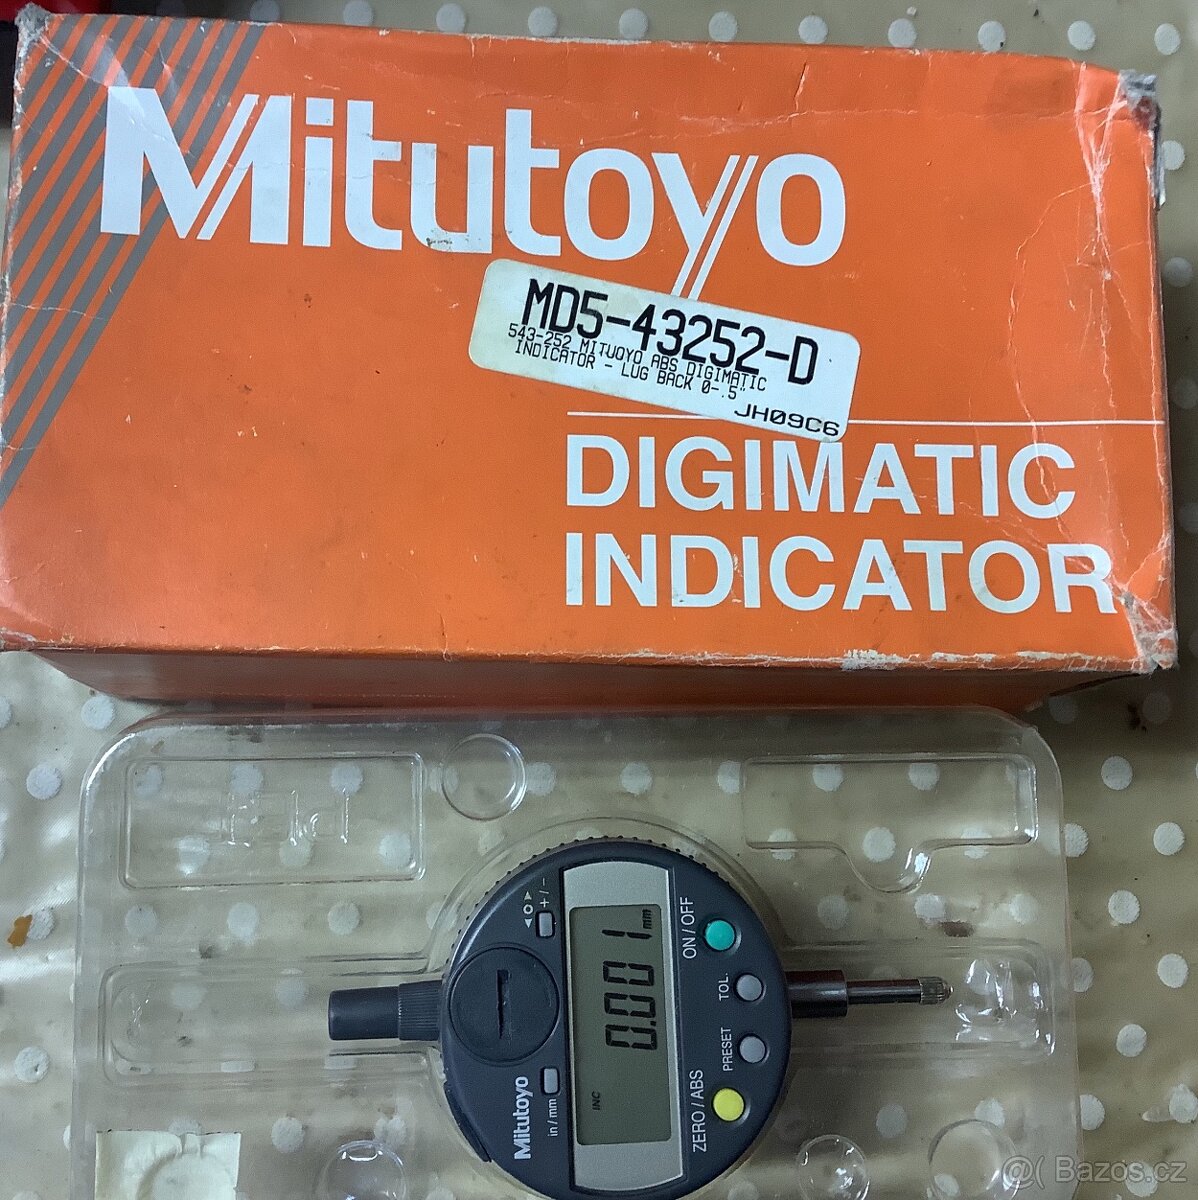 Mitutoyo
MD5-43252-D
543-252 MITUOYO ABS DIGIMATIC
INDICATOR - LUG BACK 0-.5"
JH09C6
DIGIMATIC
INDICATOR
+/-
0.001 mm
INC
ON/OFF
TOL.
PRESET
ZERO/ABS
in/mm
Mitutoyo
@( Bazos.cz